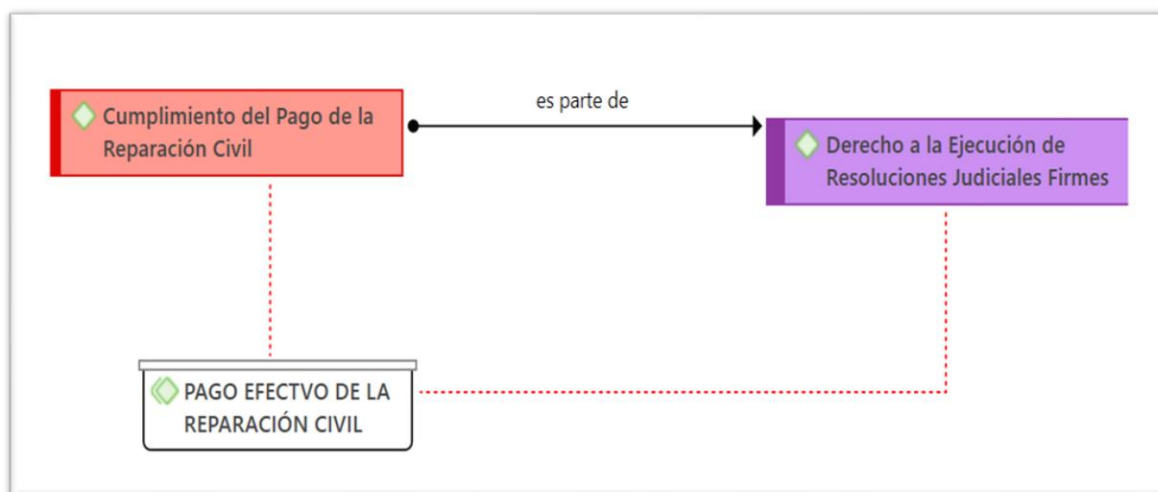 es parte de
Cumplimiento del Pago de la
Reparación Civil
Derecho a la Ejecución de
Resoluciones Judiciales Firmes
PAGO EFECTVO DE LA
REPARACIÓN CIVIL